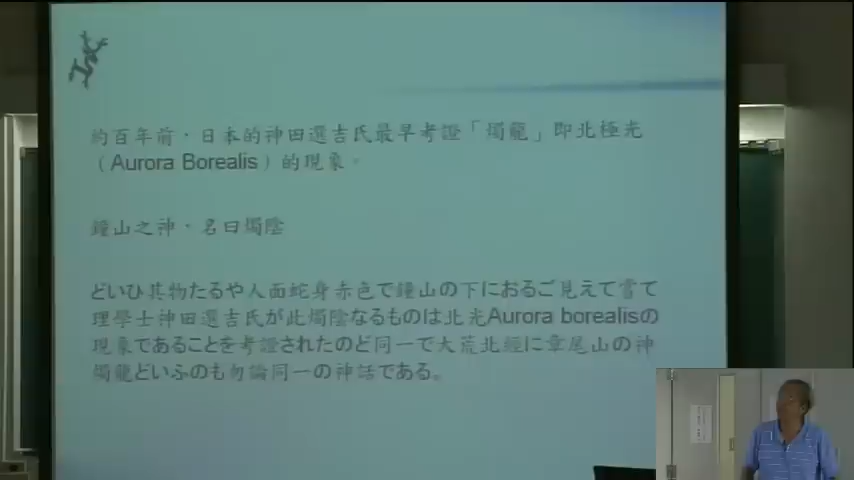 約百年前，日本的神田選吉氏最早考證「燭龍」即北極光
（Aurora Borealis）的現象。
鐘山之神，名曰燭陰
どいひ其物たるや人面蛇身赤色で鐘山の下におるご見えて嘗て
理學士神田選吉氏が此燭陰なるものは北光Aurora borealisの
現象であることを考證されたのど同一で大荒北經に章尾山の神
燭龍どいふのも勿論同一の神話である。